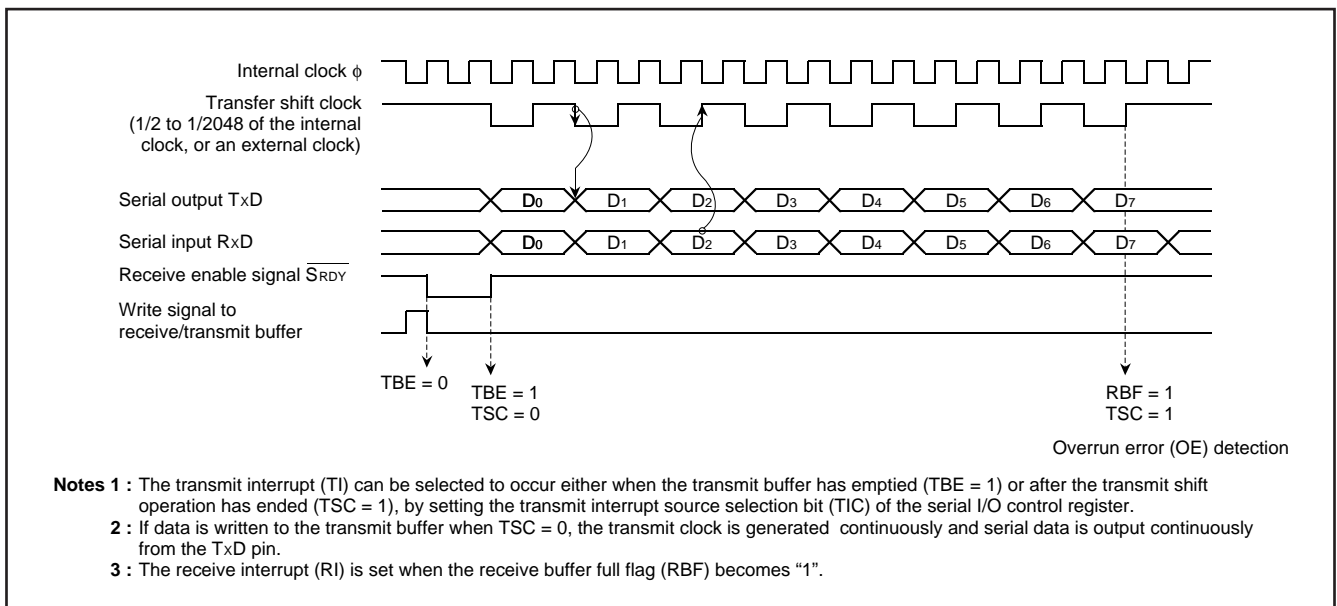 Internal clock φ
Transfer shift clock
(1/2 to 1/2048 of the internal
clock, or an external clock)
Serial output TxD
D0 D1 D2 D3 D4 D5 D6 D7
Serial input RxD
D0 D1 D2 D3 D4 D5 D6 D7
Receive enable signal SRDY
Write signal to
receive/transmit buffer
TBE = 0
TBE = 1
TSC = 0
RBF = 1
TSC = 1
Overrun error (OE) detection
Notes 1 : The transmit interrupt (TI) can be selected to occur either when the transmit buffer has emptied (TBE = 1) or after the transmit shift
operation has ended (TSC = 1), by setting the transmit interrupt source selection bit (TIC) of the serial I/O control register.
2 : If data is written to the transmit buffer when TSC = 0, the transmit clock is generated continuously and serial data is output continuously
from the TxD pin.
3 : The receive interrupt (RI) is set when the receive buffer full flag (RBF) becomes “1”.